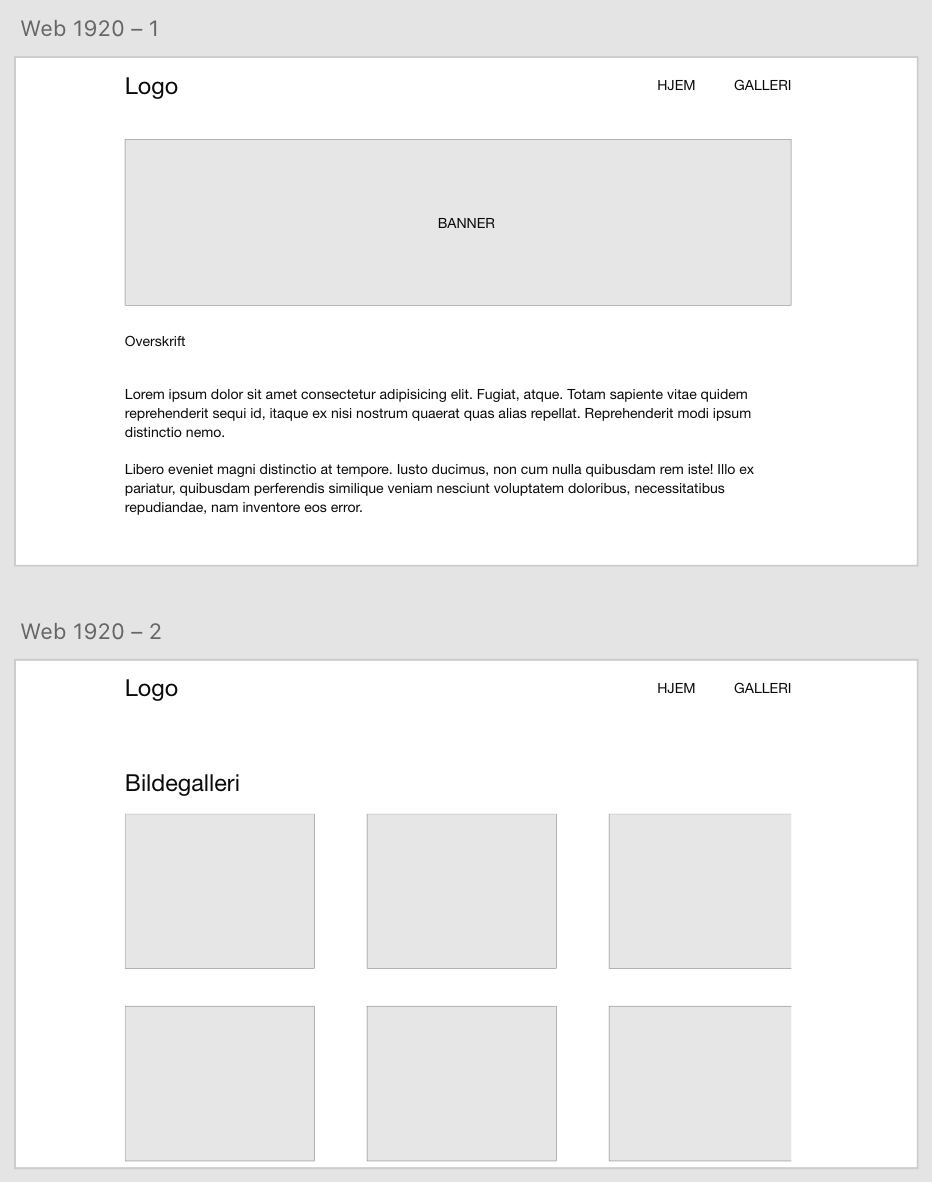 Web 1920 – 1
Logo
HJEM GALLERI
BANNER
Overskrift
Lorem ipsum dolor sit amet consectetur adipisicing elit. Fugiat, atque. Totam sapiente vitae quidem
reprehenderit sequi id, itaque ex nisi nostrum quaerat quas alias repellat. Reprehenderit modi ipsum
distinctio nemo.
Libero eveniet magni distinctio at tempore. Iusto ducimus, non cum nulla quibusdam rem iste! Illo ex
pariatur, quibusdam perferendis similique veniam nesciunt voluptatem doloribus, necessitatibus
repudiandae, nam inventore eos error.
Web 1920 – 2
Logo
HJEM GALLERI
Bildegalleri